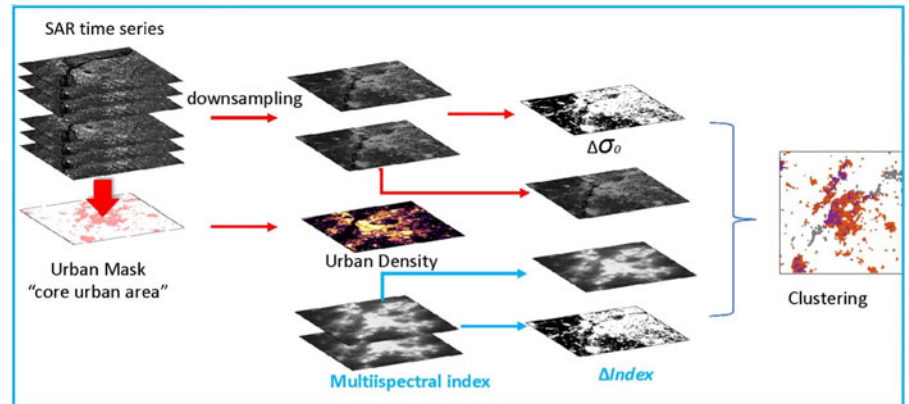 SAR time series
downsampling
Δσ₀
Urban Mask
“core urban area”
Urban Density
Clustering
Multiispectral index
ΔIndex